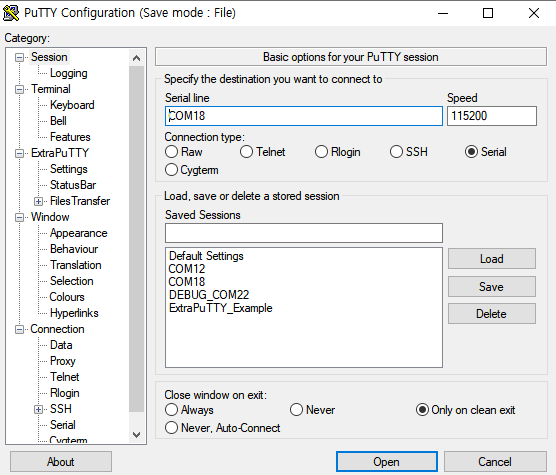 PuTTY Configuration (Save mode : File)
Category:
Session
Logging
Terminal
Keyboard
Bell
Features
ExtraPuTTY
Settings
StatusBar
FilesTransfer
Window
Appearance
Behaviour
Translation
Selection
Colours
Hyperlinks
Connection
Data
Proxy
Telnet
Rlogin
SSH
Serial
Cygterm
Basic options for your PuTTY session
Specify the destination you want to connect to
Serial line Speed
COM18 115200
Connection type:
Raw Telnet Rlogin SSH Serial
Cygterm
Load, save or delete a stored session
Saved Sessions
Default Settings
COM12
COM18
DEBUG_COM22
ExtraPuTTY_Example
Load
Save
Delete
Close window on exit:
Always Never Only on clean exit
Never, Auto-Connect
About Open Cancel